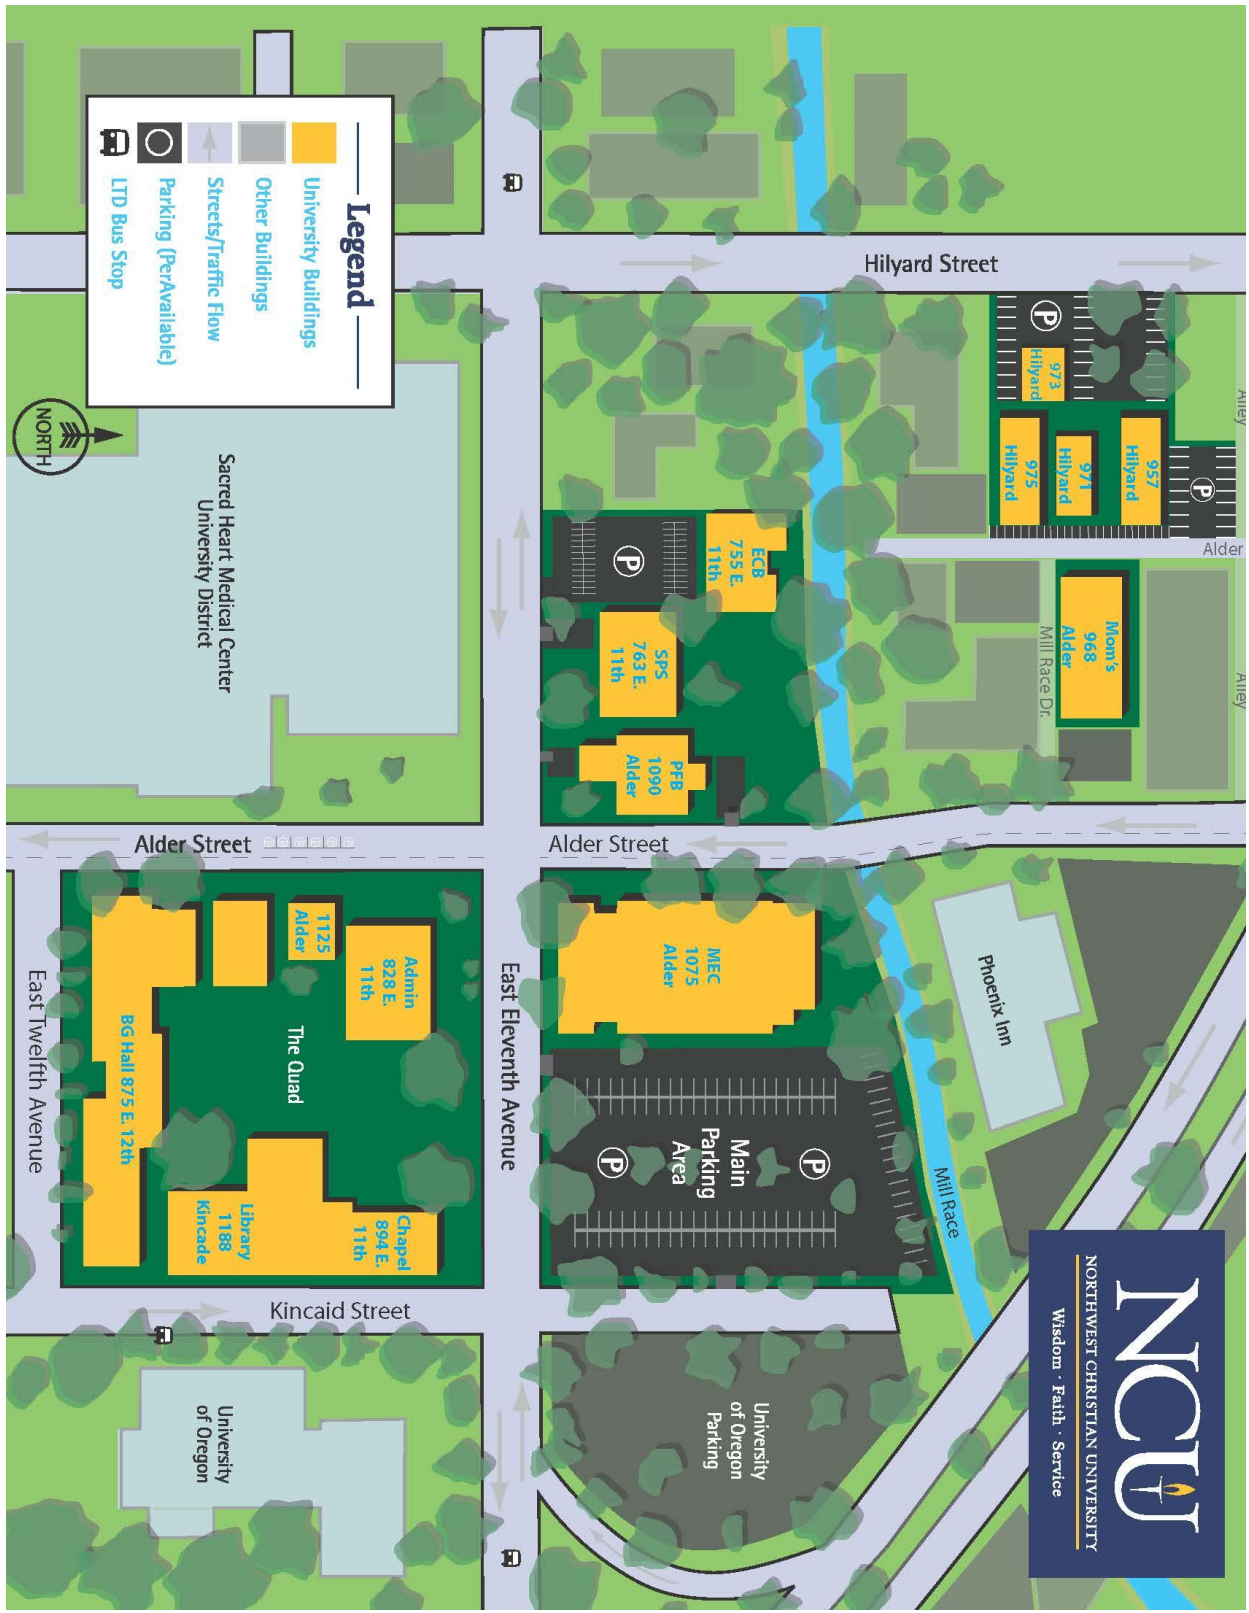 Legend
University Buildings
Other Buildings
Streets/Traffic Flow
Parking (PerAvailable)
LTD Bus Stop
NORTH
Hilyard Street
P
973
Hilyard
975
Hilyard
971
Hilyard
957
Hilyard
P
Alley
Alder
Mom's
968
Alder
Mill Race Dr.
Alley
Sacred Heart Medical Center
University District
P
ECB
755 E.
11th
SPS
763 E.
11th
PFB
1090
Alder
Alder Street
Alder Street
1125
Alder
Admin
828 E.
11th
The Quad
BG Hall 875 E. 12th
Library
1188
Kincade
Chapel
894 E.
11th
East Twelfth Avenue
East Eleventh Avenue
MEC
1075
Alder
Main
Parking
Area
P
P
Phoenix Inn
Mill Race
Kincaid Street
University
of Oregon
University
of Oregon
Parking
NCU
NORTHWEST CHRISTIAN UNIVERSITY
Wisdom · Faith · Service